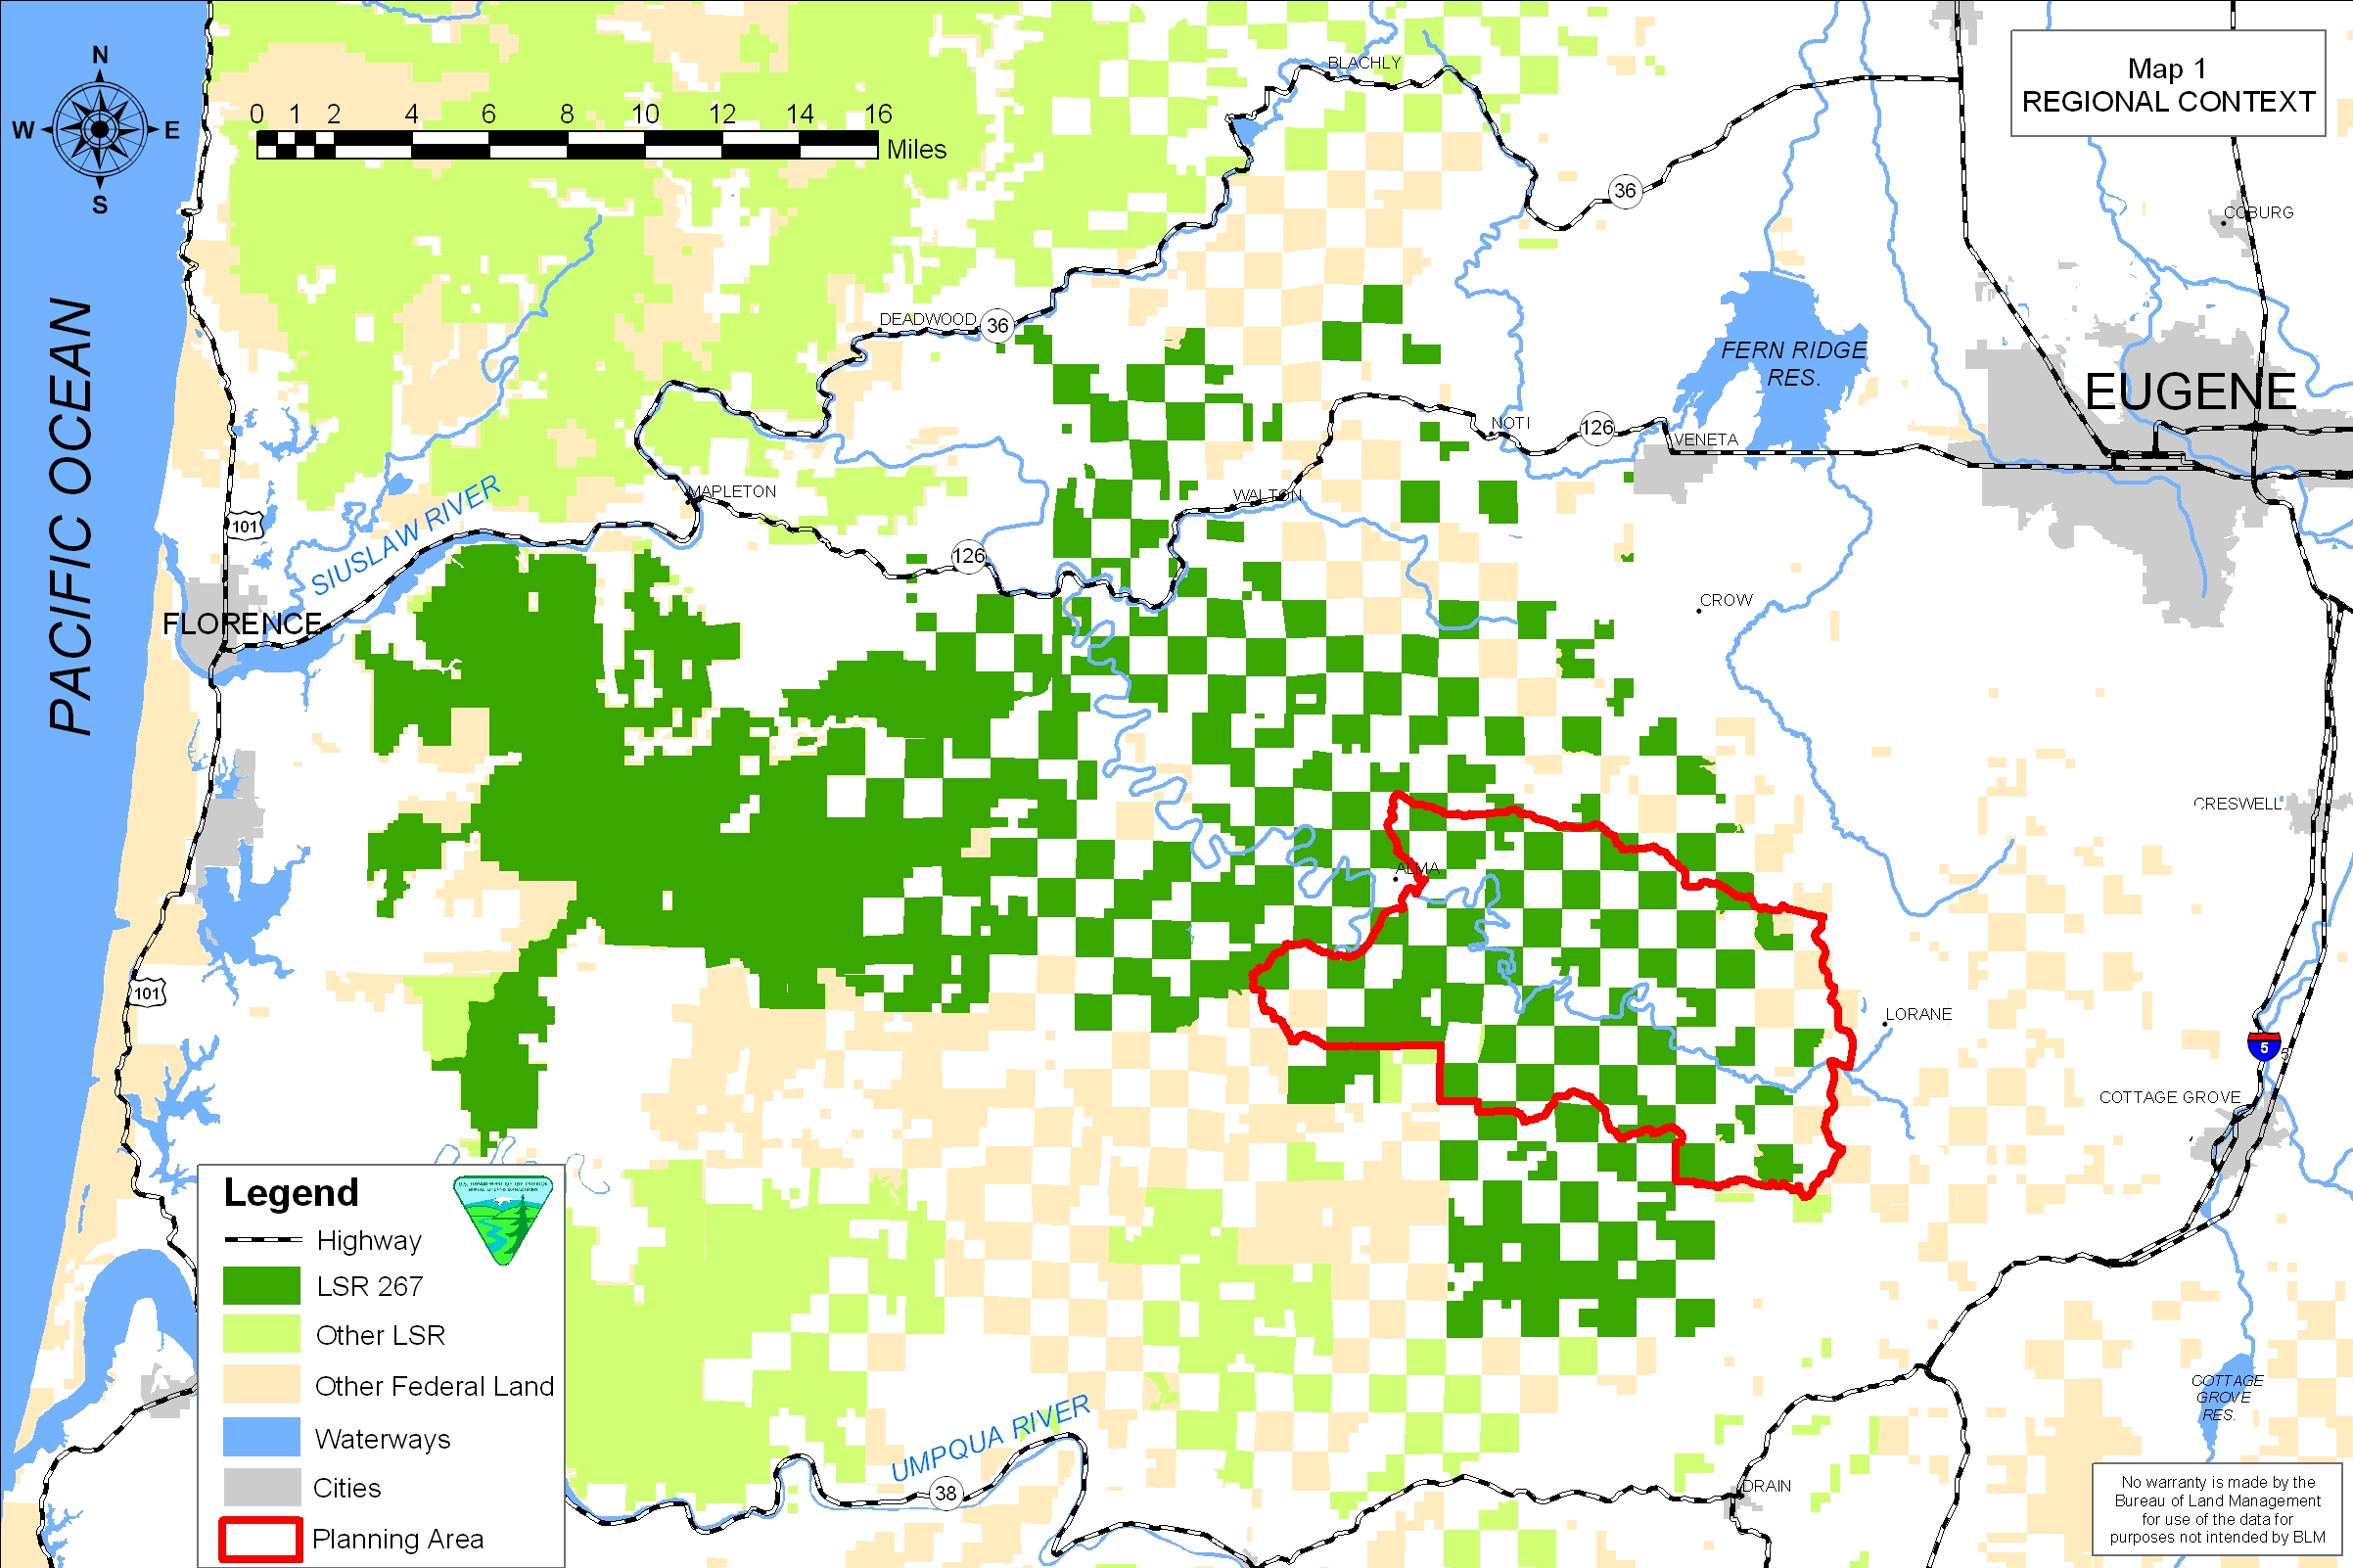 Map 1
REGIONAL CONTEXT
N
W
E
S
0 1 2 4 6 8 10 12 14 16
Miles
BLACHLY
36
COBURG
PACIFIC OCEAN
DEADWOOD
36
FERN RIDGE
RES.
EUGENE
NOTI
126
VENETA
MAPLETON
WALTON
101
SIUSLAW RIVER
126
CROW
FLORENCE
CRESWELL
ALMA
101
LORANE
5
5
COTTAGE GROVE
Legend
Highway
LSR 267
Other LSR
Other Federal Land
Waterways
Cities
Planning Area
UMPQUA RIVER
38
COTTAGE
GROVE
RES.
DRAIN
No warranty is made by the
Bureau of Land Management
for use of the data for
purposes not intended by BLM